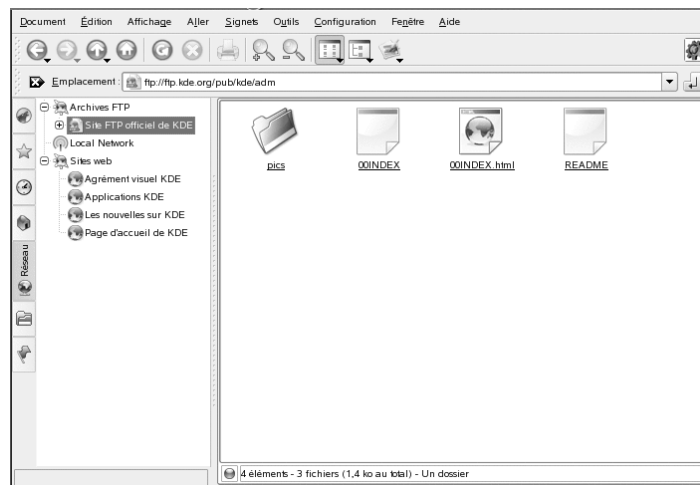 Document Édition Affichage Aller Signets Outils Configuration Fenêtre Aide
Emplacement : ftp://ftp.kde.org/pub/kde/adm
Archives FTP
Site FTP officiel de KDE
Local Network
Sites web
Agrément visuel KDE
Applications KDE
Les nouvelles sur KDE
Page d'accueil de KDE
Réseau
pics 00INDEX 00INDEX.html README
4 éléments - 3 fichiers (1,4 ko au total) - Un dossier